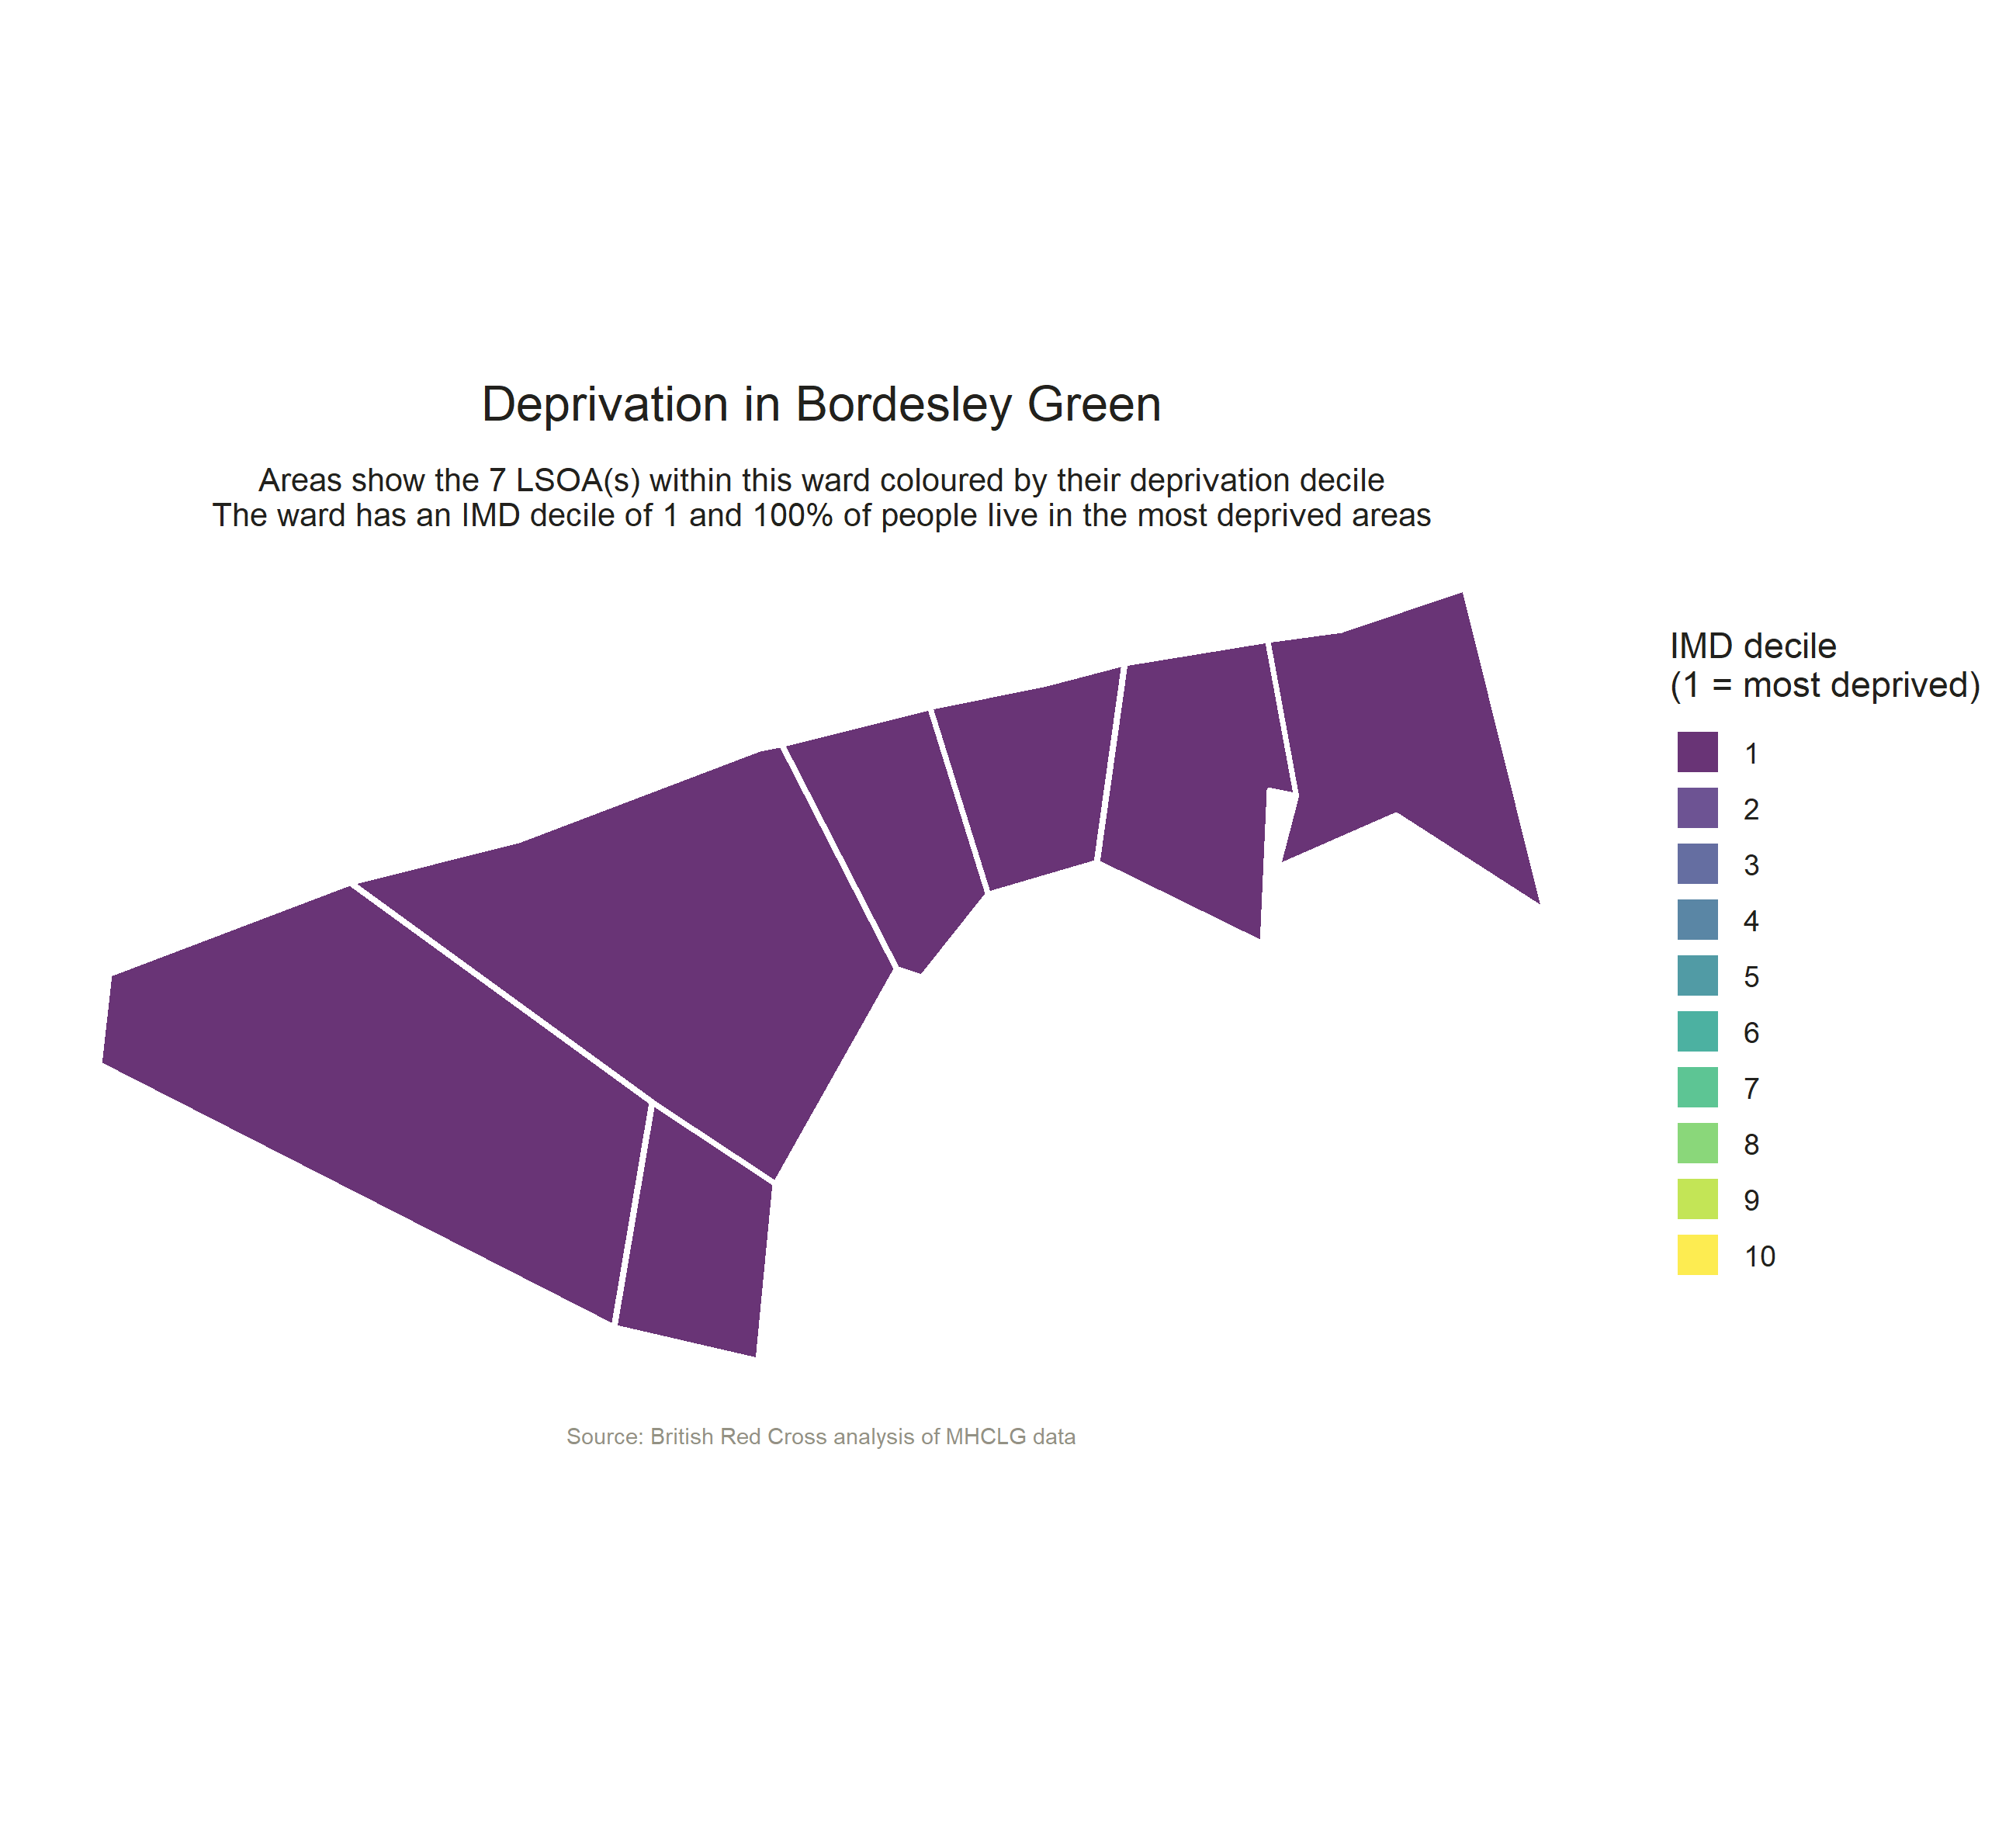 Deprivation in Bordesley Green
Areas show the 7 LSOA(s) within this ward coloured by their deprivation decile
The ward has an IMD decile of 1 and 100% of people live in the most deprived areas
IMD decile
(1 = most deprived)
1
2
3
4
5
6
7
8
9
10
Source: British Red Cross analysis of MHCLG data